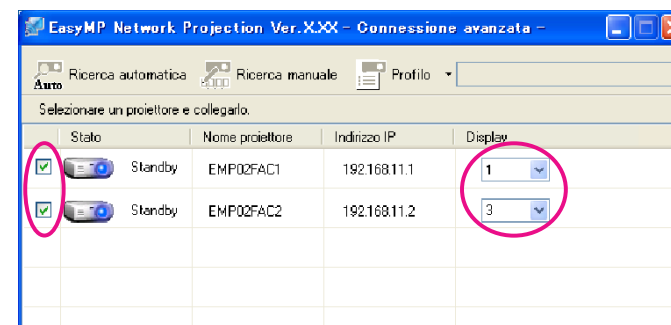 EasyMP Network Projection Ver.X.XX - Connessione avanzata -
Auto Ricerca automatica Ricerca manuale Profilo
Selezionare un proiettore e collegarlo.
Stato Nome proiettore Indirizzo IP Display
Standby EMP02FAC1 192.168.11.1 1
Standby EMP02FAC2 192.168.11.2 3